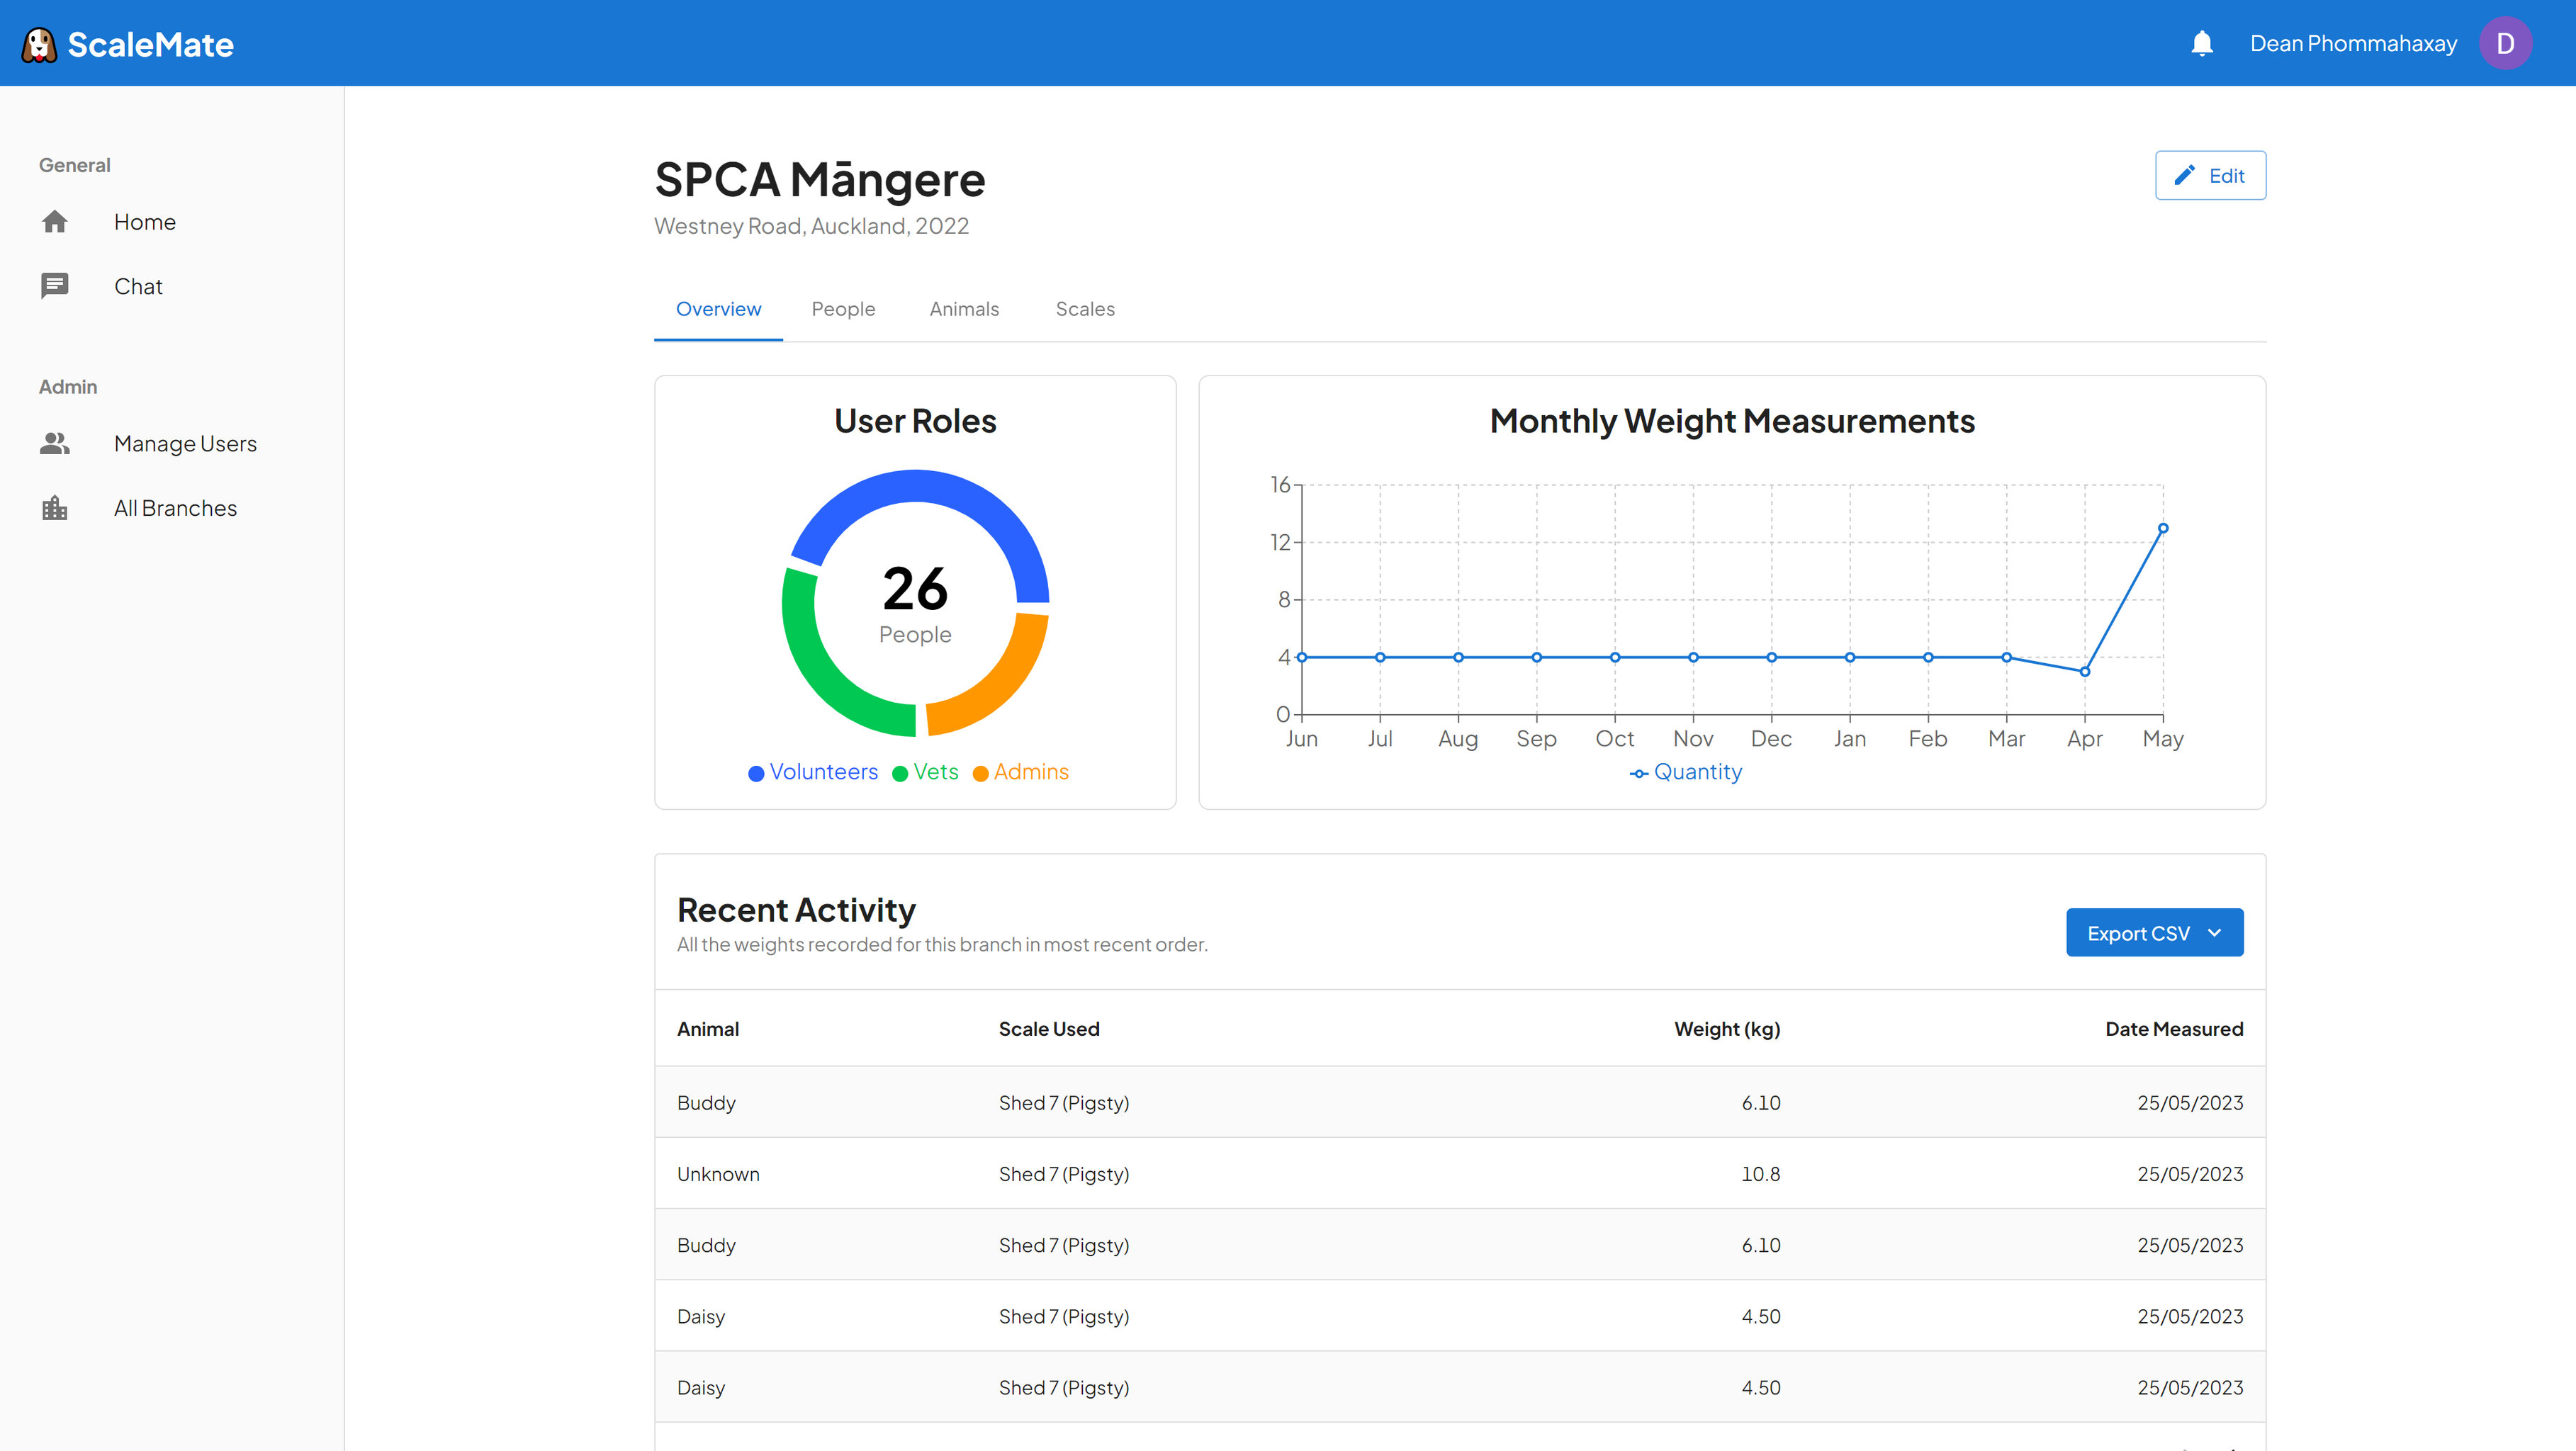 ScaleMate
Dean Phommahaxay
D
General
Home
Chat
Admin
Manage Users
All Branches
SPCA Māngere
Westney Road, Auckland, 2022
Edit
Overview People Animals Scales
User Roles
26
People
Volunteers Vets Admins
Monthly Weight Measurements
16
12
8
4
0
Jun Jul Aug Sep Oct Nov Dec Jan Feb Mar Apr May
Quantity
Recent Activity
All the weights recorded for this branch in most recent order.
Export CSV
Animal Scale Used Weight (kg) Date Measured
Buddy Shed 7 (Pigsty) 6.10 25/05/2023
Unknown Shed 7 (Pigsty) 10.8 25/05/2023
Buddy Shed 7 (Pigsty) 6.10 25/05/2023
Daisy Shed 7 (Pigsty) 4.50 25/05/2023
Daisy Shed 7 (Pigsty) 4.50 25/05/2023